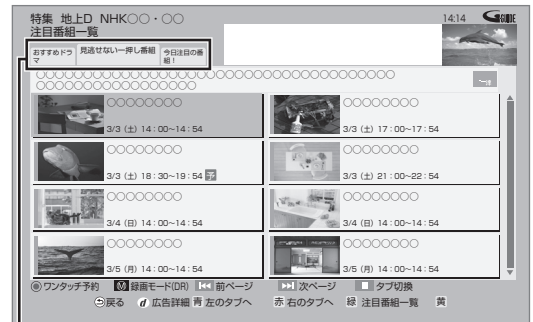 特集 地上D NHK○○・○○
14:14 GGUIDE
注目番組一覧
おすすめドラマ
見逃せない一押し番組
今日注目の番組！
○○○○○○○○○○○○○○○○○○○○○○○○○○○○○○○○○○○
○○○○○○○○○○○○○○
○○○○○○○○
3/3 (土) 14:00~14:54
○○○○○○○○
3/3 (土) 17:00~17:54
○○○○○○○○
3/3 (土) 18:30~19:54 予
○○○○○○○○
3/3 (土) 21:00~22:54
○○○○○○○○
3/4 (日) 14:00~14:54
○○○○○○○○
3/4 (日) 14:00~14:54
○○○○○○○○
3/5 (月) 14:00~14:54
○○○○○○○○
3/5 (月) 14:00~14:54
ワンタッチ予約 M 録画モード(DR) 前ページ 次ページ タブ切換
戻る d 広告詳細 青 左のタブへ 赤 右のタブへ 緑 注目番組一覧 黄